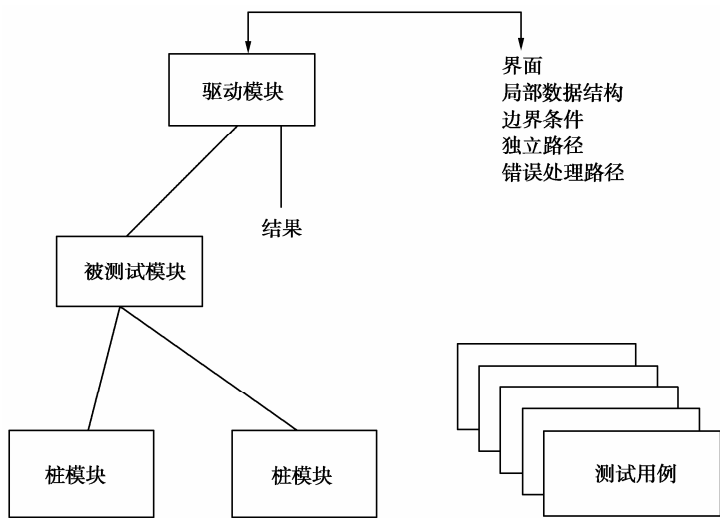 驱动模块
界面
局部数据结构
边界条件
独立路径
错误处理路径
结果
被测试模块
桩模块
桩模块
测试用例